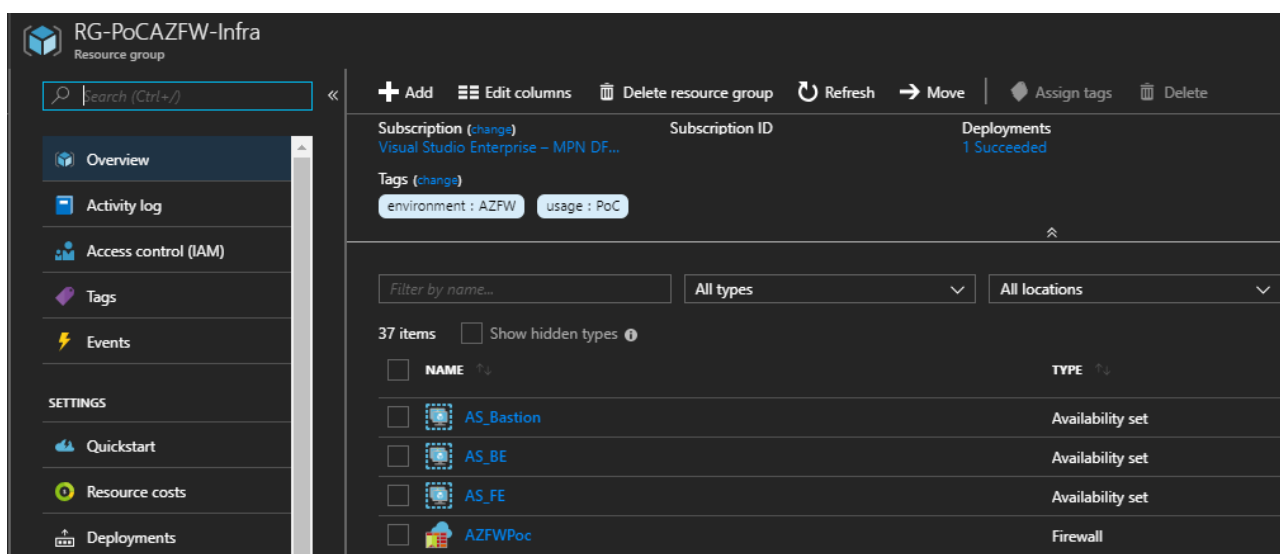 RG-PoCAZFW-Infra
Resource group
Search (Ctrl+/)
«
Overview
Activity log
Access control (IAM)
Tags
Events
SETTINGS
Quickstart
Resource costs
Deployments
Add Edit columns Delete resource group Refresh Move Assign tags Delete
Subscription (change) Subscription ID Deployments
Visual Studio Enterprise – MPN DF... 1 Succeeded
Tags (change)
environment : AZFW usage : PoC
Filter by name... All types All locations
37 items Show hidden types
NAME TYPE
AS_Bastion Availability set
AS_BE Availability set
AS_FE Availability set
AZFWPoc Firewall